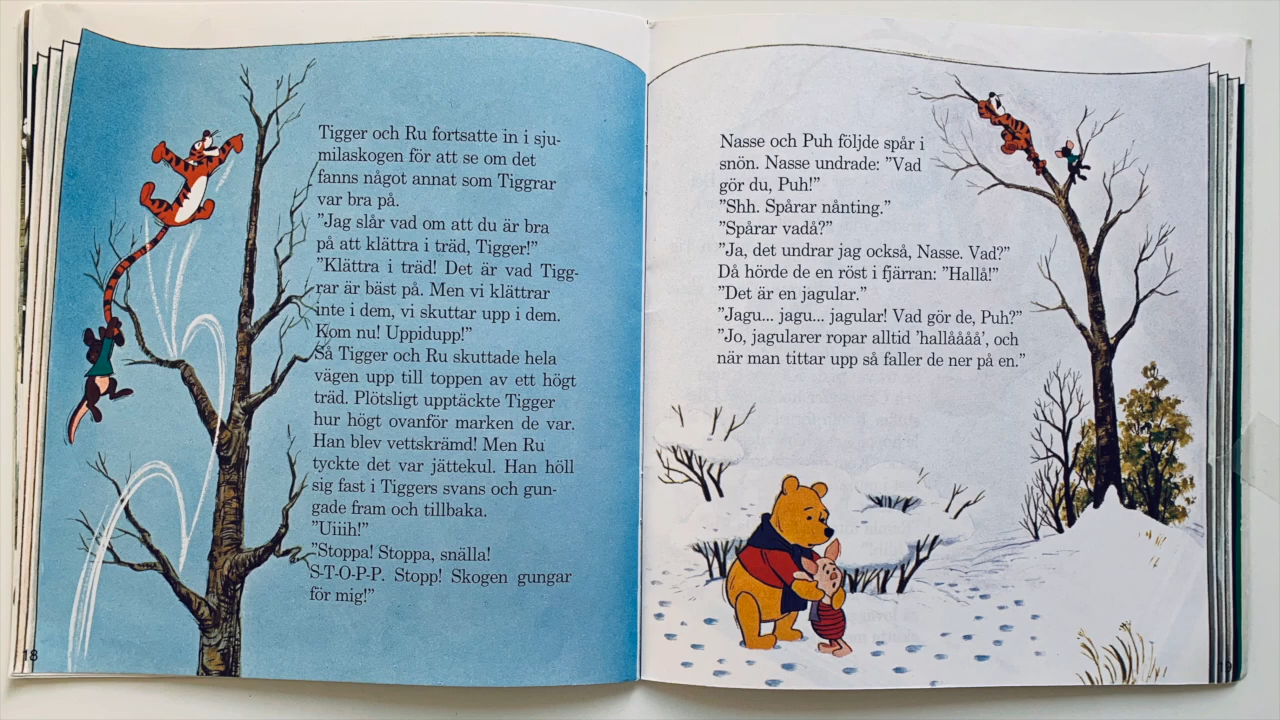 Tigger och Ru fortsatte in i sju-
milaskogen för att se om det
fanns något annat som Tiggrar
var bra på.
”Jag slår vad om att du är bra
på att klättra i träd, Tigger!”
”Klättra i träd! Det är vad Tigg-
rar är bäst på. Men vi klättrar
inte i dem, vi skuttar upp i dem.
Kom nu! Uppidupp!”
Så Tigger och Ru skuttade hela
vägen upp till toppen av ett högt
träd. Plötsligt upptäckte Tigger
hur högt ovanför marken de var.
Han blev vettskrämd! Men Ru
tyckte det var jättekul. Han höll
sig fast i Tiggers svans och gun-
gade fram och tillbaka.
”Uiiih!”
”Stoppa! Stoppa, snälla!
S-T-O-P-P. Stopp! Skogen gungar
för mig!”
18
Nasse och Puh följde spår i
snön. Nasse undrade: ”Vad
gör du, Puh!”
”Shh. Spårar nånting.”
”Spårar vadå?”
”Ja, det undrar jag också, Nasse. Vad?”
Då hörde de en röst i fjärran: ”Hallå!”
”Det är en jagular.”
”Jagu... jagu... jagular! Vad gör de, Puh?”
”Jo, jagularer ropar alltid ’hallåååå’, och
när man tittar upp så faller de ner på en.”